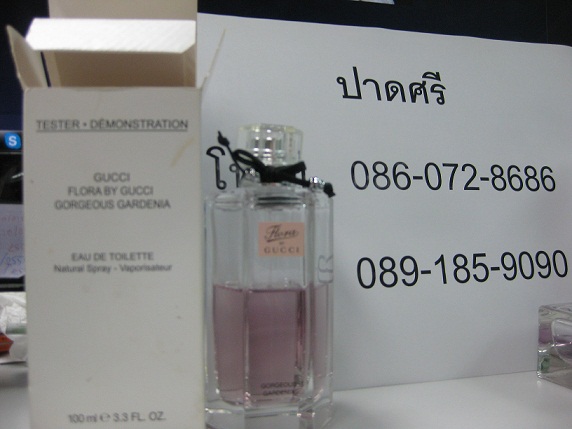 TESTER • DÉMONSTRATION
GUCCI
FLORA BY GUCCI
GORGEOUS GARDENIA
EAU DE TOILETTE
Natural Spray - Vaporisateur
100 ml ℮ 3.3 FL. OZ.
Flora
BY
GUCCI
GORGEOUS
GARDENIA
ปาดศรี
086-072-8686
089-185-9090
S